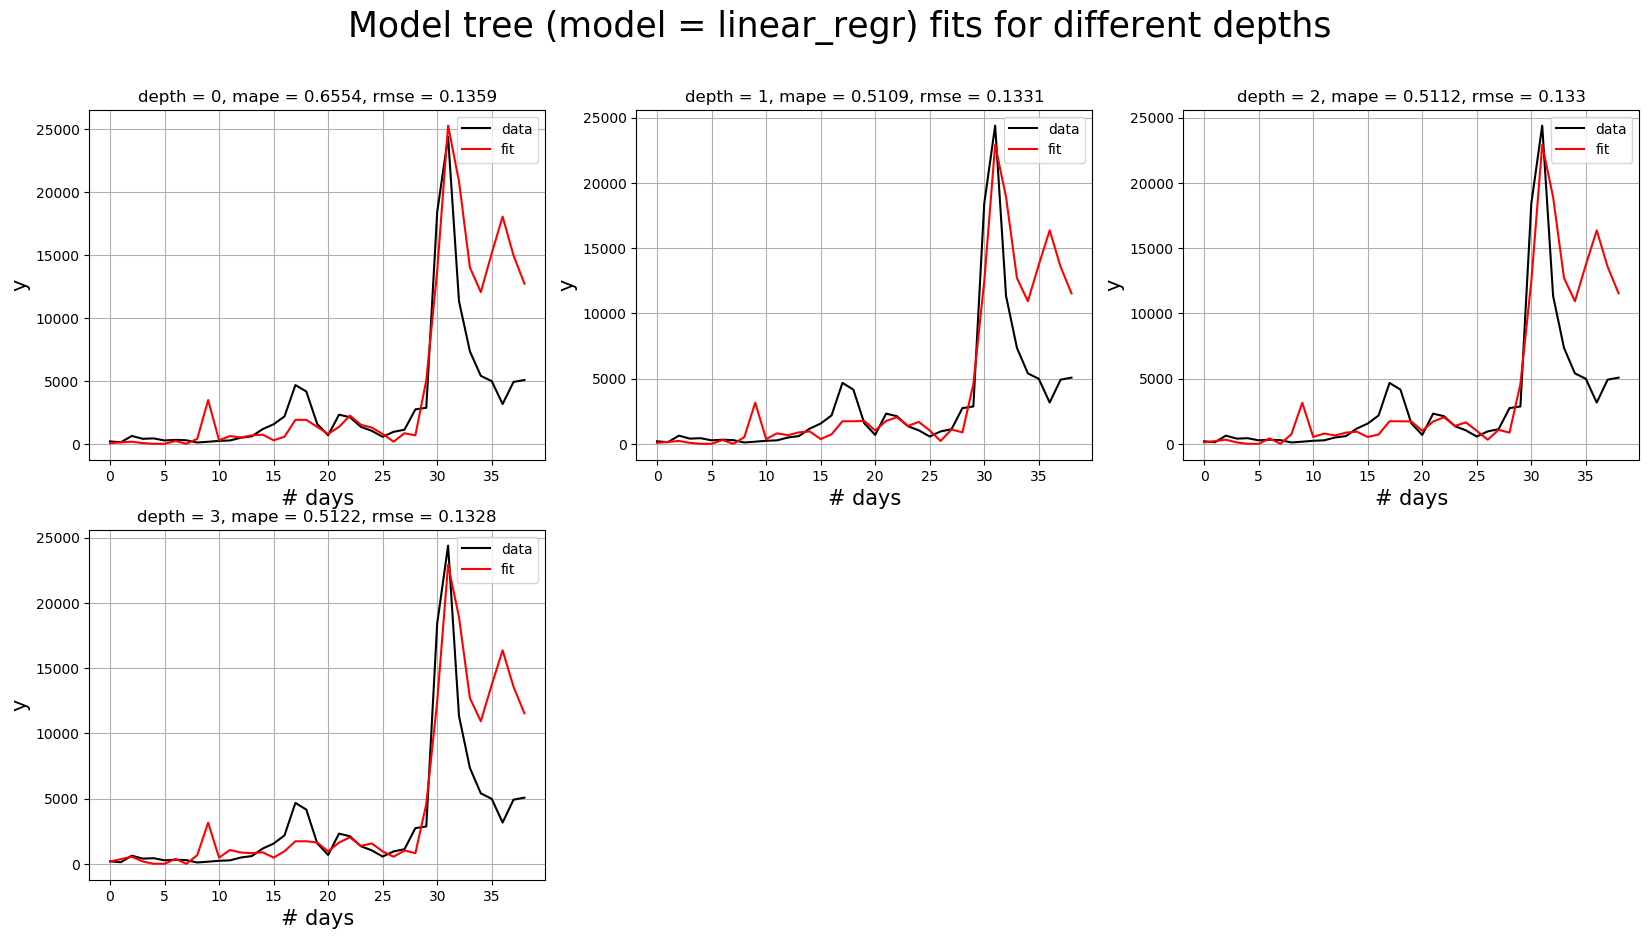 Model tree (model = linear_regr) fits for different depths
depth = 0, mape = 0.6554, rmse = 0.1359
data
fit
25000
20000
15000
10000
5000
0
y
0 5 10 15 20 25 30 35
# days
depth = 1, mape = 0.5109, rmse = 0.1331
data
fit
25000
20000
15000
10000
5000
0
y
0 5 10 15 20 25 30 35
# days
depth = 2, mape = 0.5112, rmse = 0.133
data
fit
25000
20000
15000
10000
5000
0
y
0 5 10 15 20 25 30 35
# days
depth = 3, mape = 0.5122, rmse = 0.1328
data
fit
25000
20000
15000
10000
5000
0
y
0 5 10 15 20 25 30 35
# days